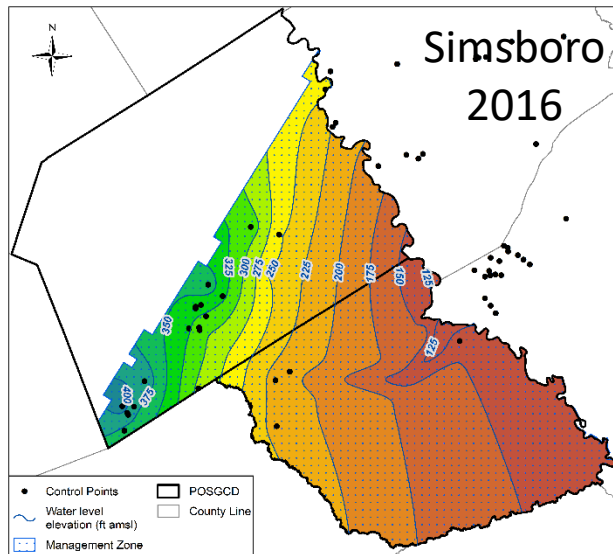 Simsboro
2016
N
325
300
275
250
225
200
175
150
125
350
125
400
375
Control Points
Water level
elevation (ft amsl)
Management Zone
POSGCD
County Line